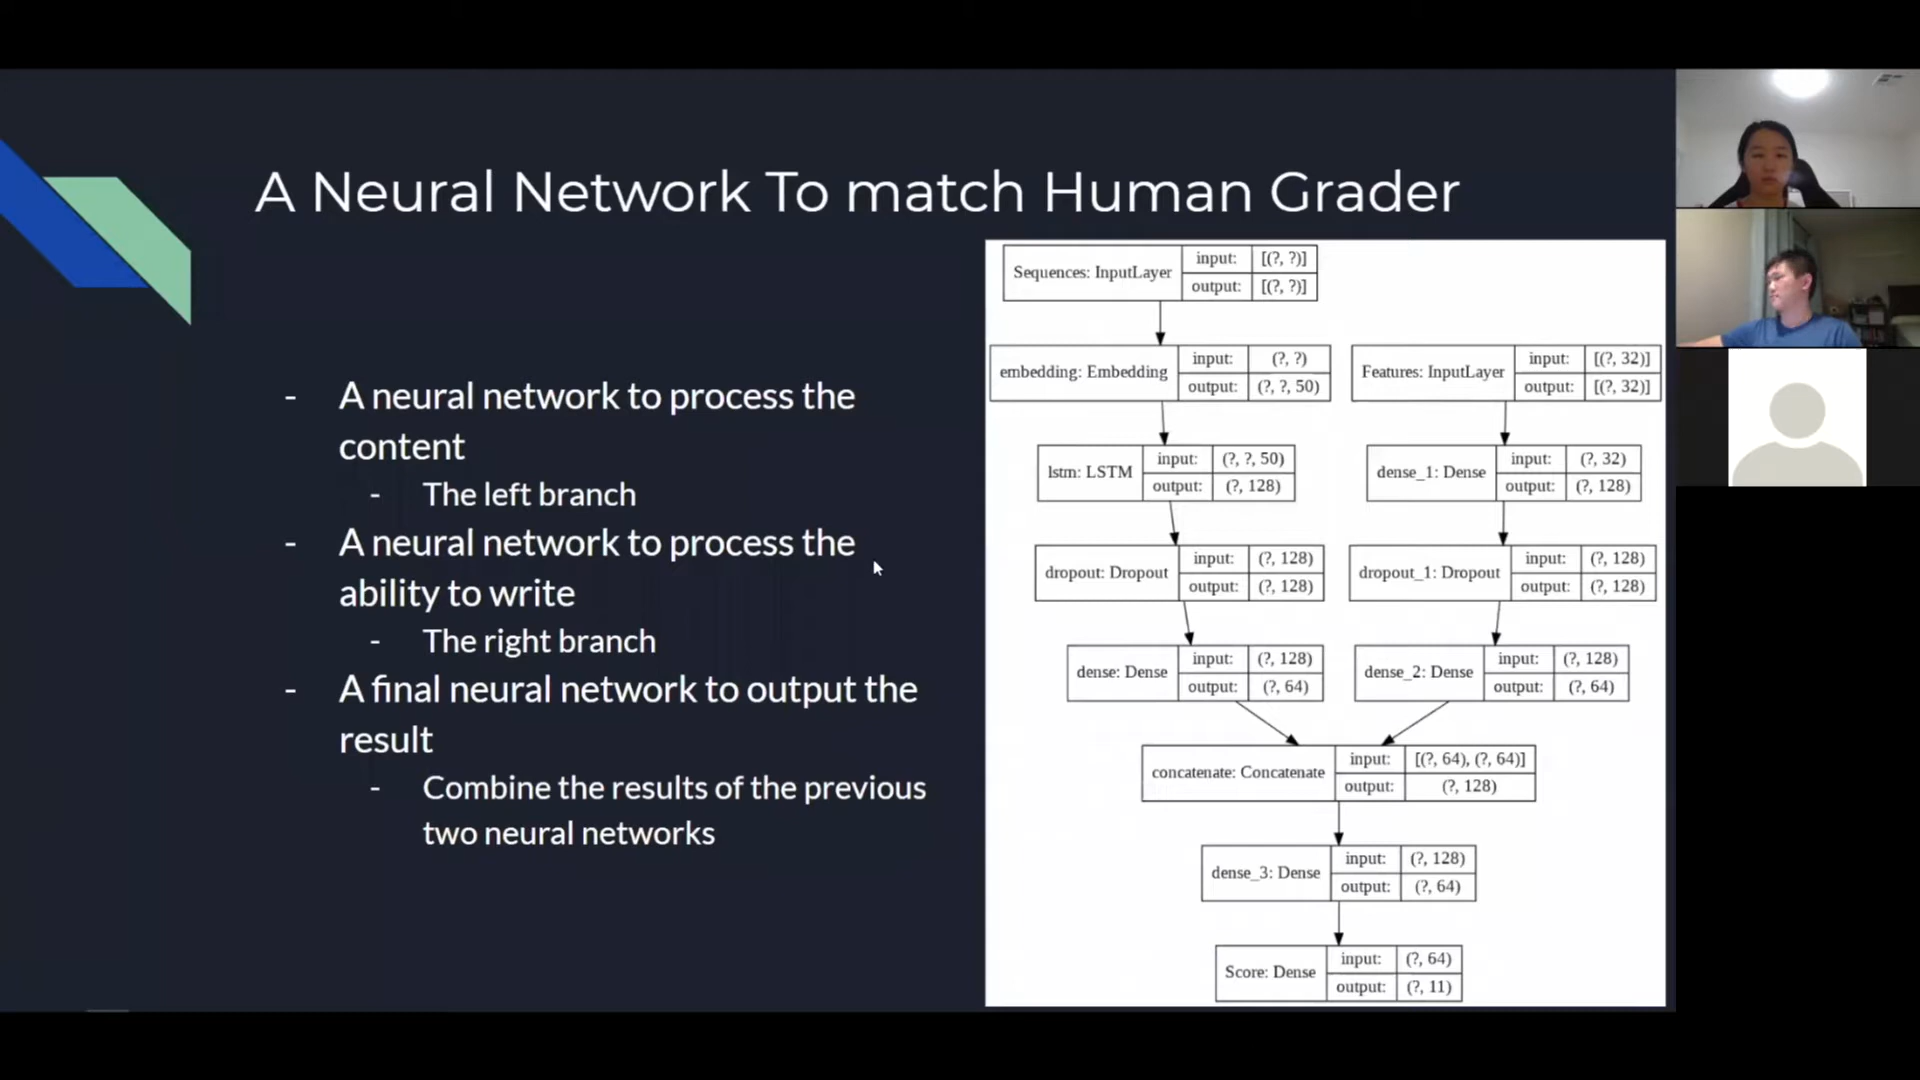 A Neural Network To match Human Grader
- A neural network to process the
content
- The left branch
- A neural network to process the
ability to write
- The right branch
- A final neural network to output the
result
- Combine the results of the previous
two neural networks
Sequences: InputLayer
input: [(?, ?)]
output: [(?, ?)]
embedding: Embedding
input: (?, ?)
output: (?, ?, 50)
Features: InputLayer
input: [(?, 32)]
output: [(?, 32)]
lstm: LSTM
input: (?, ?, 50)
output: (?, 128)
dense_1: Dense
input: (?, 32)
output: (?, 128)
dropout: Dropout
input: (?, 128)
output: (?, 128)
dropout_1: Dropout
input: (?, 128)
output: (?, 128)
dense: Dense
input: (?, 128)
output: (?, 64)
dense_2: Dense
input: (?, 128)
output: (?, 64)
concatenate: Concatenate
input: [(?, 64), (?, 64)]
output: (?, 128)
dense_3: Dense
input: (?, 128)
output: (?, 64)
Score: Dense
input: (?, 64)
output: (?, 11)